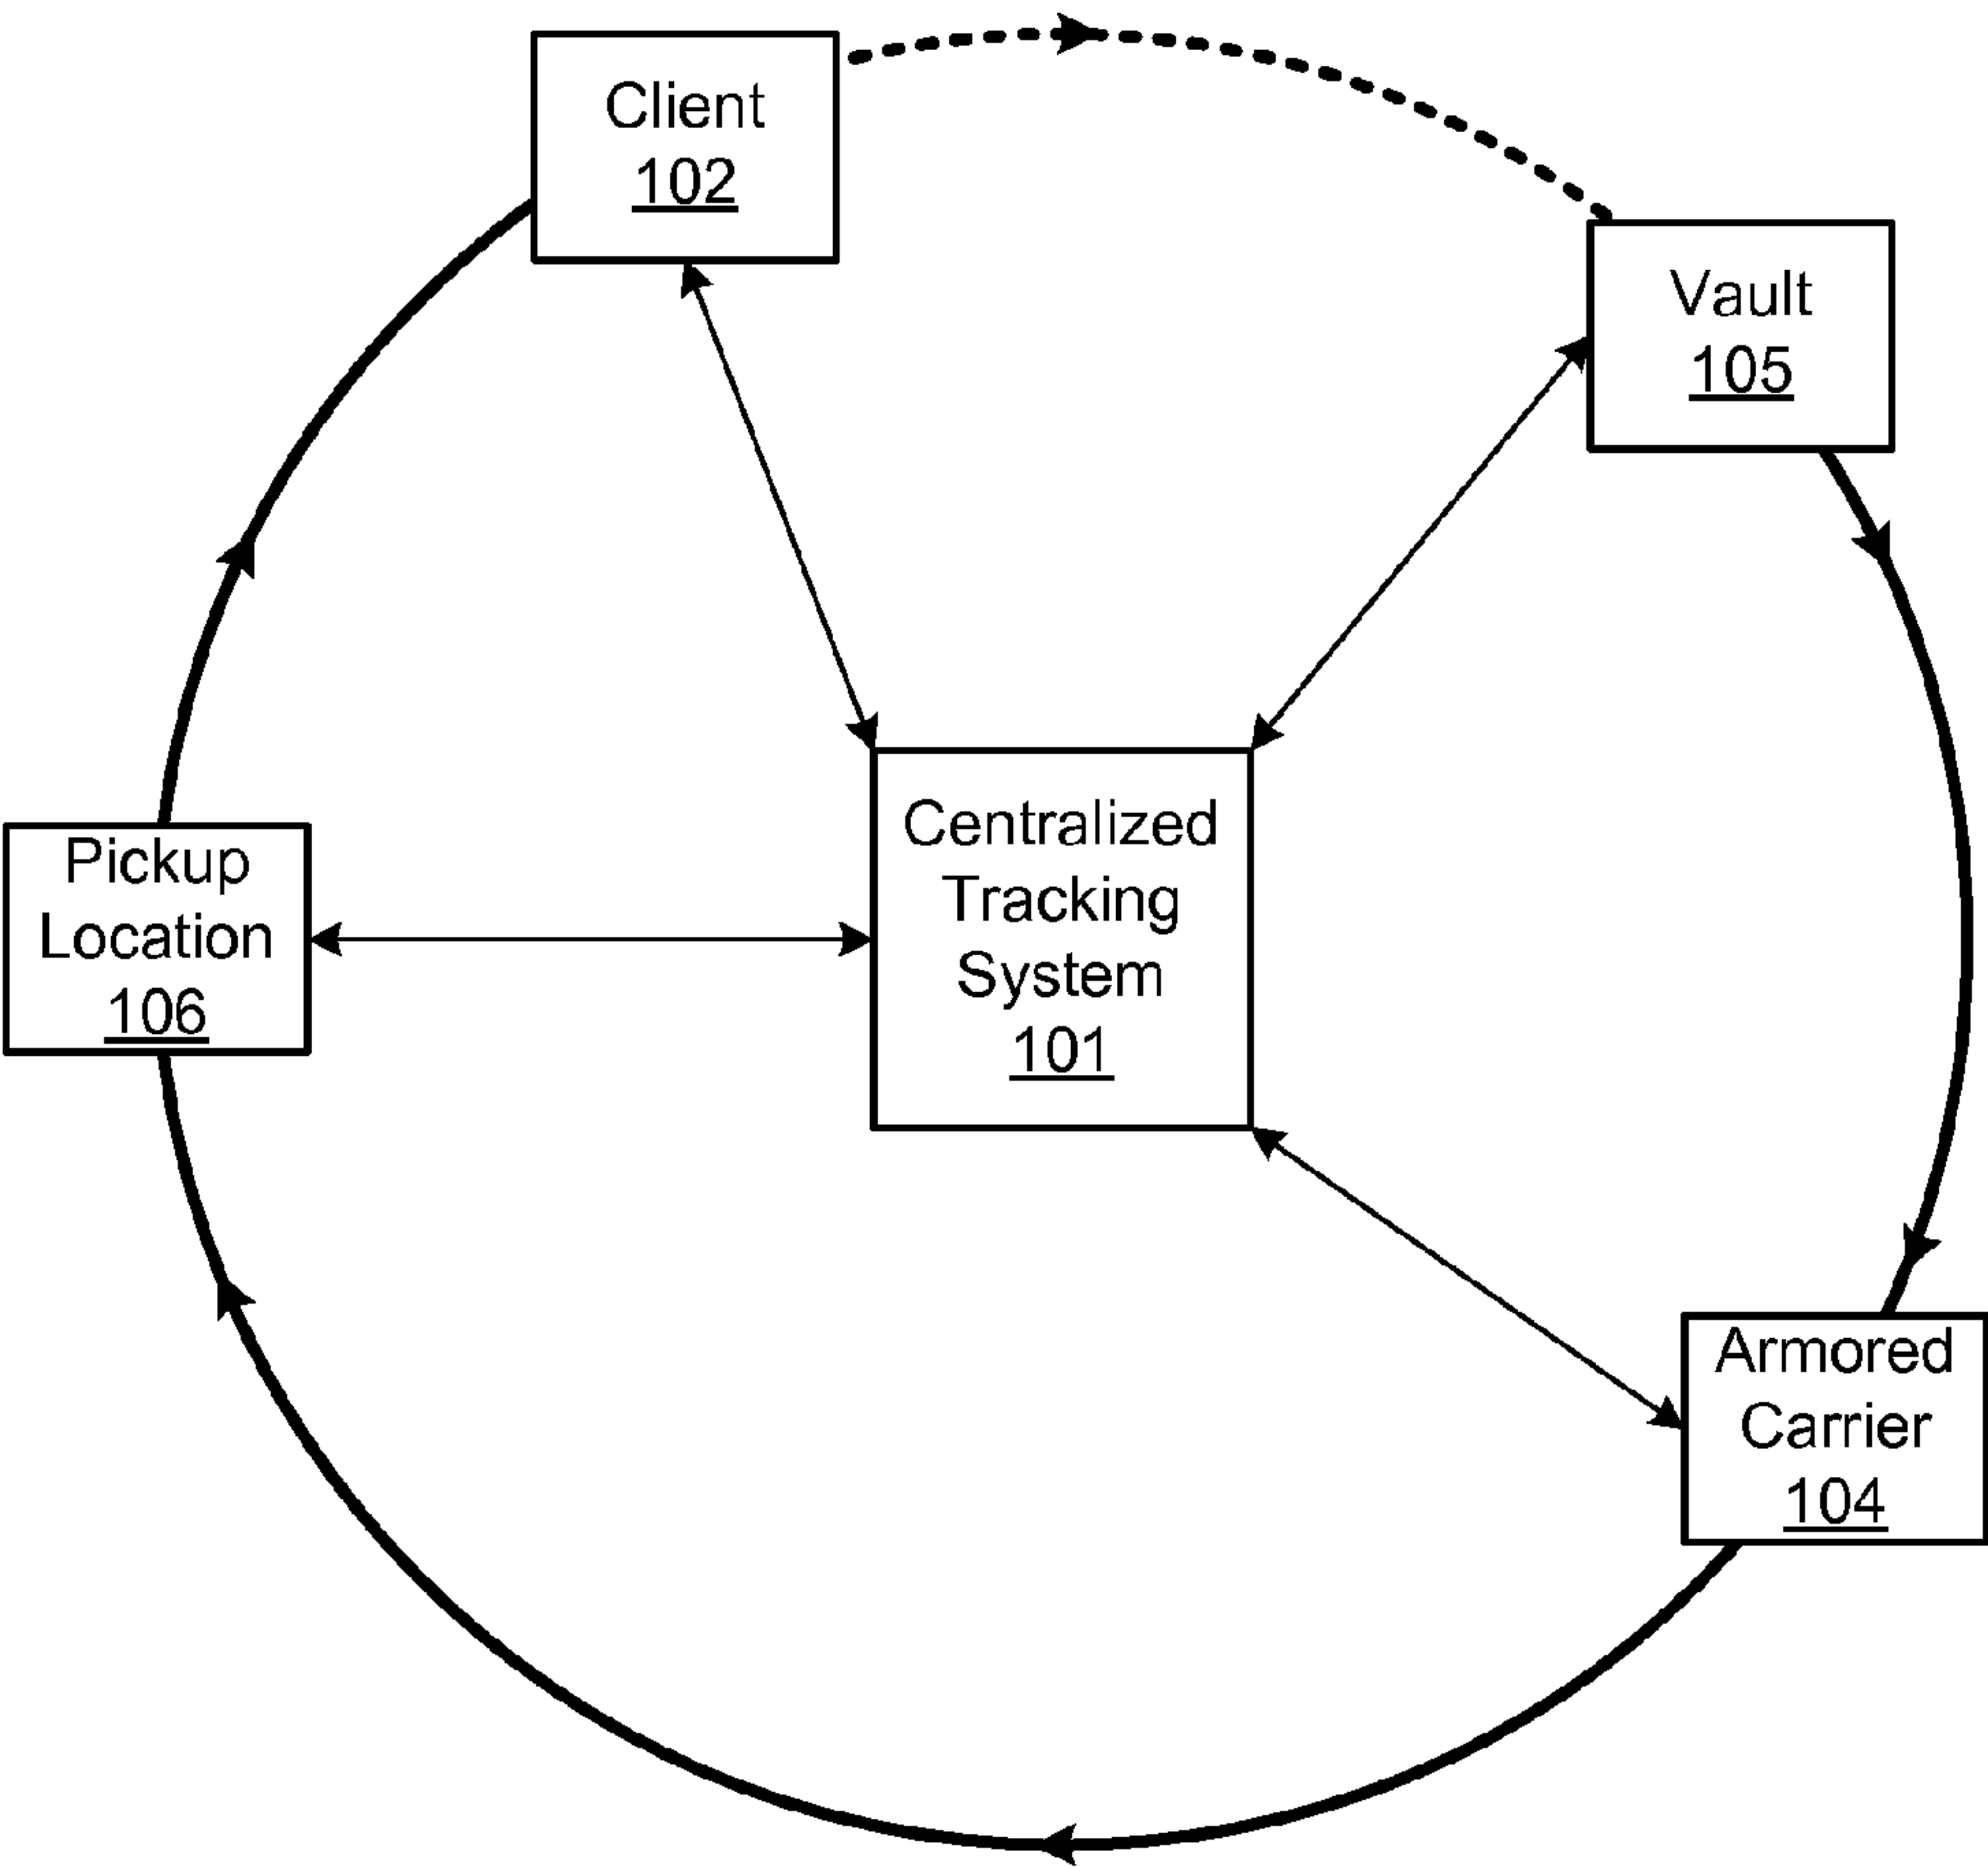 Client
102
Vault
105
Centralized
Tracking
System
101
Pickup
Location
106
Armored
Carrier
104